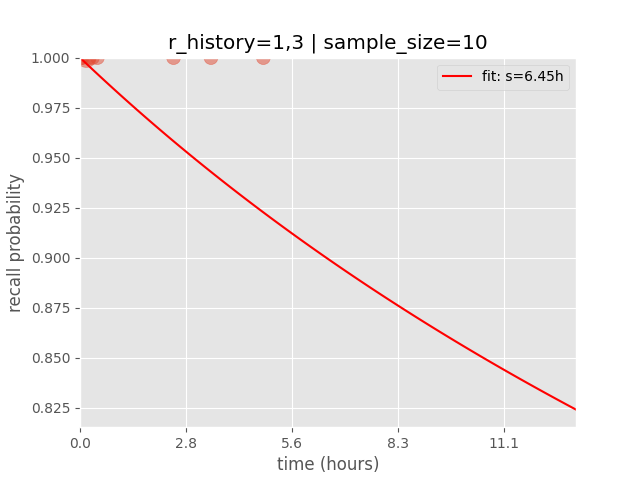 r_history=1,3 | sample_size=10
fit: s=6.45h
recall probability
1.000
0.975
0.950
0.925
0.900
0.875
0.850
0.825
0.0 2.8 5.6 8.3 11.1
time (hours)